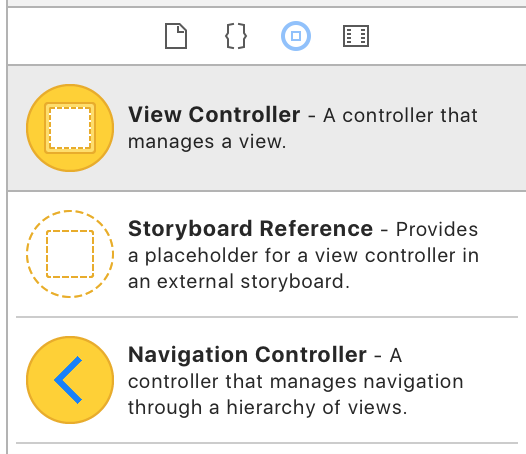 View Controller - A controller that
manages a view.
Storyboard Reference - Provides
a placeholder for a view controller in
an external storyboard.
Navigation Controller - A
controller that manages navigation
through a hierarchy of views.